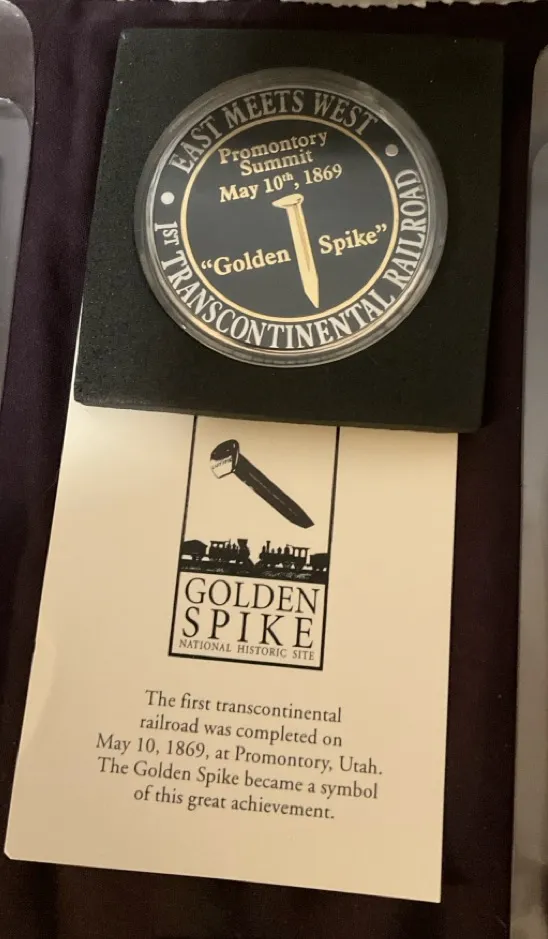 EAST MEETS WEST
Promontory
Summit
May 10th, 1869
"Golden Spike"
1ST TRANSCONTINENTAL RAILROAD
GOLDEN
SPIKE
NATIONAL HISTORIC SITE
The first transcontinental
railroad was completed on
May 10, 1869, at Promontory, Utah.
The Golden Spike became a symbol
of this great achievement.